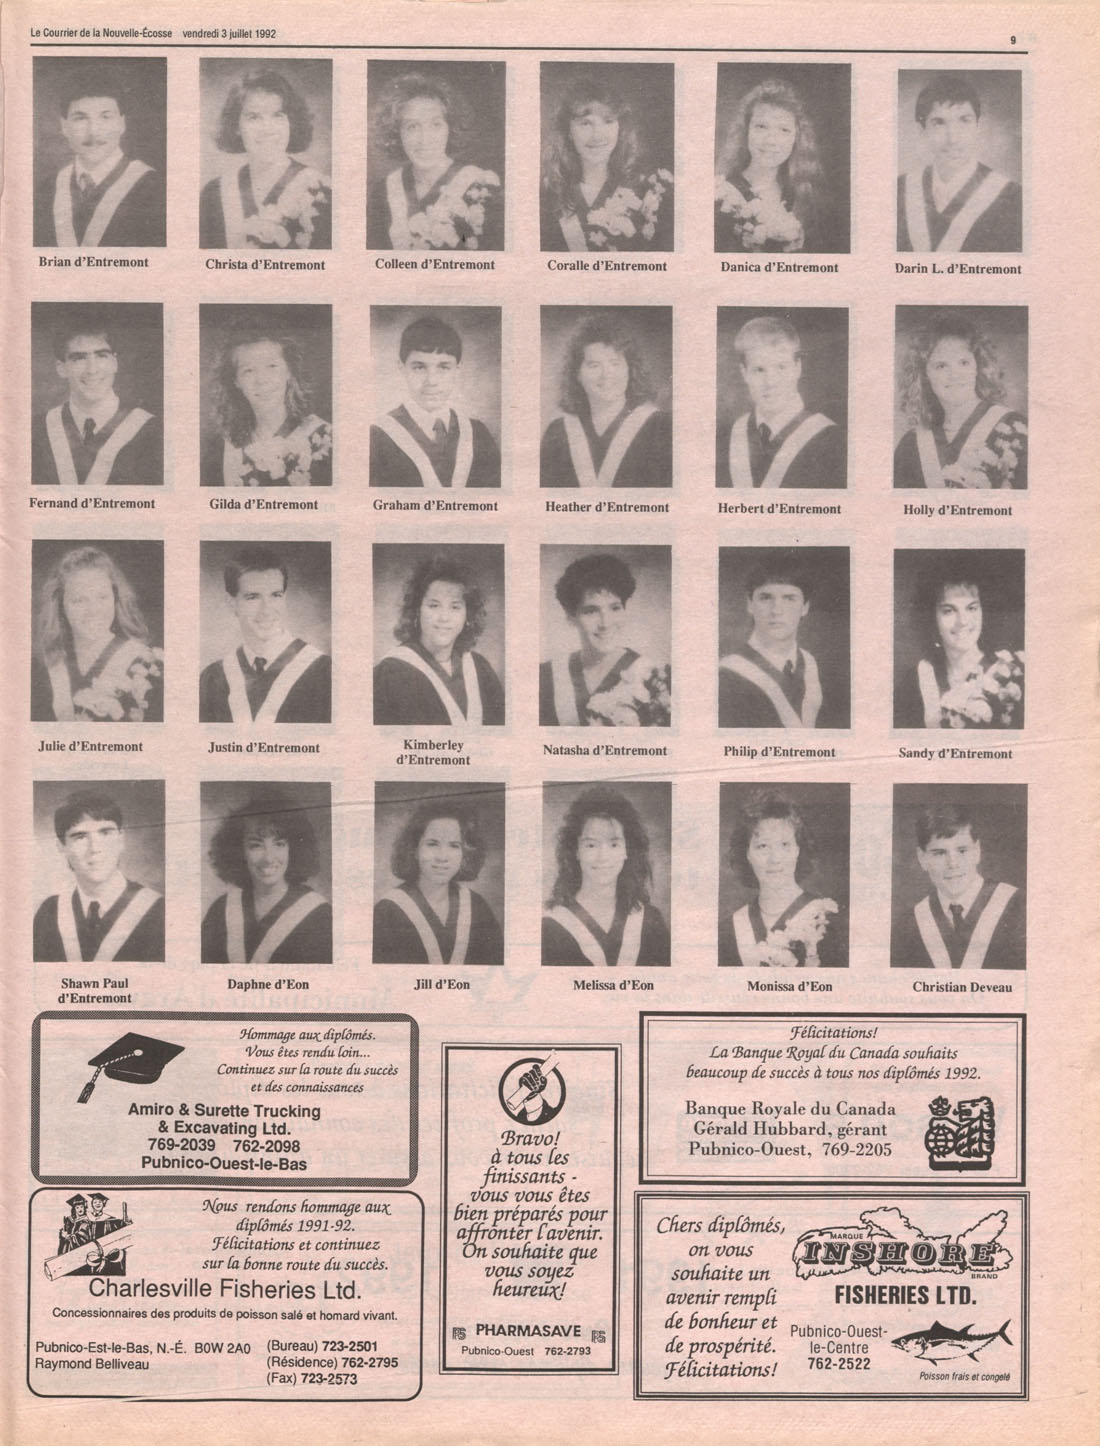 Le Courrier de la Nouvelle-Écosse vendredi 3 juillet 1992
9
Brian d'Entremont
Christa d'Entremont
Colleen d'Entremont
Coralle d'Entremont
Danica d'Entremont
Darin L. d'Entremont
Fernand d'Entremont
Gilda d'Entremont
Graham d'Entremont
Heather d'Entremont
Herbert d'Entremont
Holly d'Entremont
Julie d'Entremont
Justin d'Entremont
Kimberley
d'Entremont
Natasha d'Entremont
Philip d'Entremont
Sandy d'Entremont
Shawn Paul
d'Entremont
Daphne d'Eon
Jill d'Eon
Melissa d'Eon
Monissa d'Eon
Christian Deveau
Hommage aux diplômés.
Vous êtes rendu loin...
Continuez sur la route du succès
et des connaissances
Amiro & Surette Trucking
& Excavating Ltd.
769-2039 762-2098
Pubnico-Ouest-le-Bas
Nous rendons hommage aux
diplômés 1991-92.
Félicitations et continuez
sur la bonne route du succès.
Charlesville Fisheries Ltd.
Concessionnaires des produits de poisson salé et homard vivant.
Pubnico-Est-le-Bas, N.-É. B0W 2A0
Raymond Belliveau
(Bureau) 723-2501
(Résidence) 762-2795
(Fax) 723-2573
Bravo!
à tous les
finissants -
vous vous êtes
bien préparés pour
affronter l'avenir.
On souhaite que
vous soyez
heureux!
PHARMASAVE
Pubnico-Ouest 762-2793
Félicitations!
La Banque Royal du Canada souhaits
beaucoup de succès à tous nos diplômés 1992.
Banque Royale du Canada
Gérald Hubbard, gérant
Pubnico-Ouest, 769-2205
Chers diplômés,
on vous
souhaite un
avenir rempli
de bonheur et
de prospérité.
Félicitations!
MARQUE
INSHORE
BRAND
FISHERIES LTD.
Pubnico-Ouest-
le-Centre
762-2522
Poisson frais et congelé